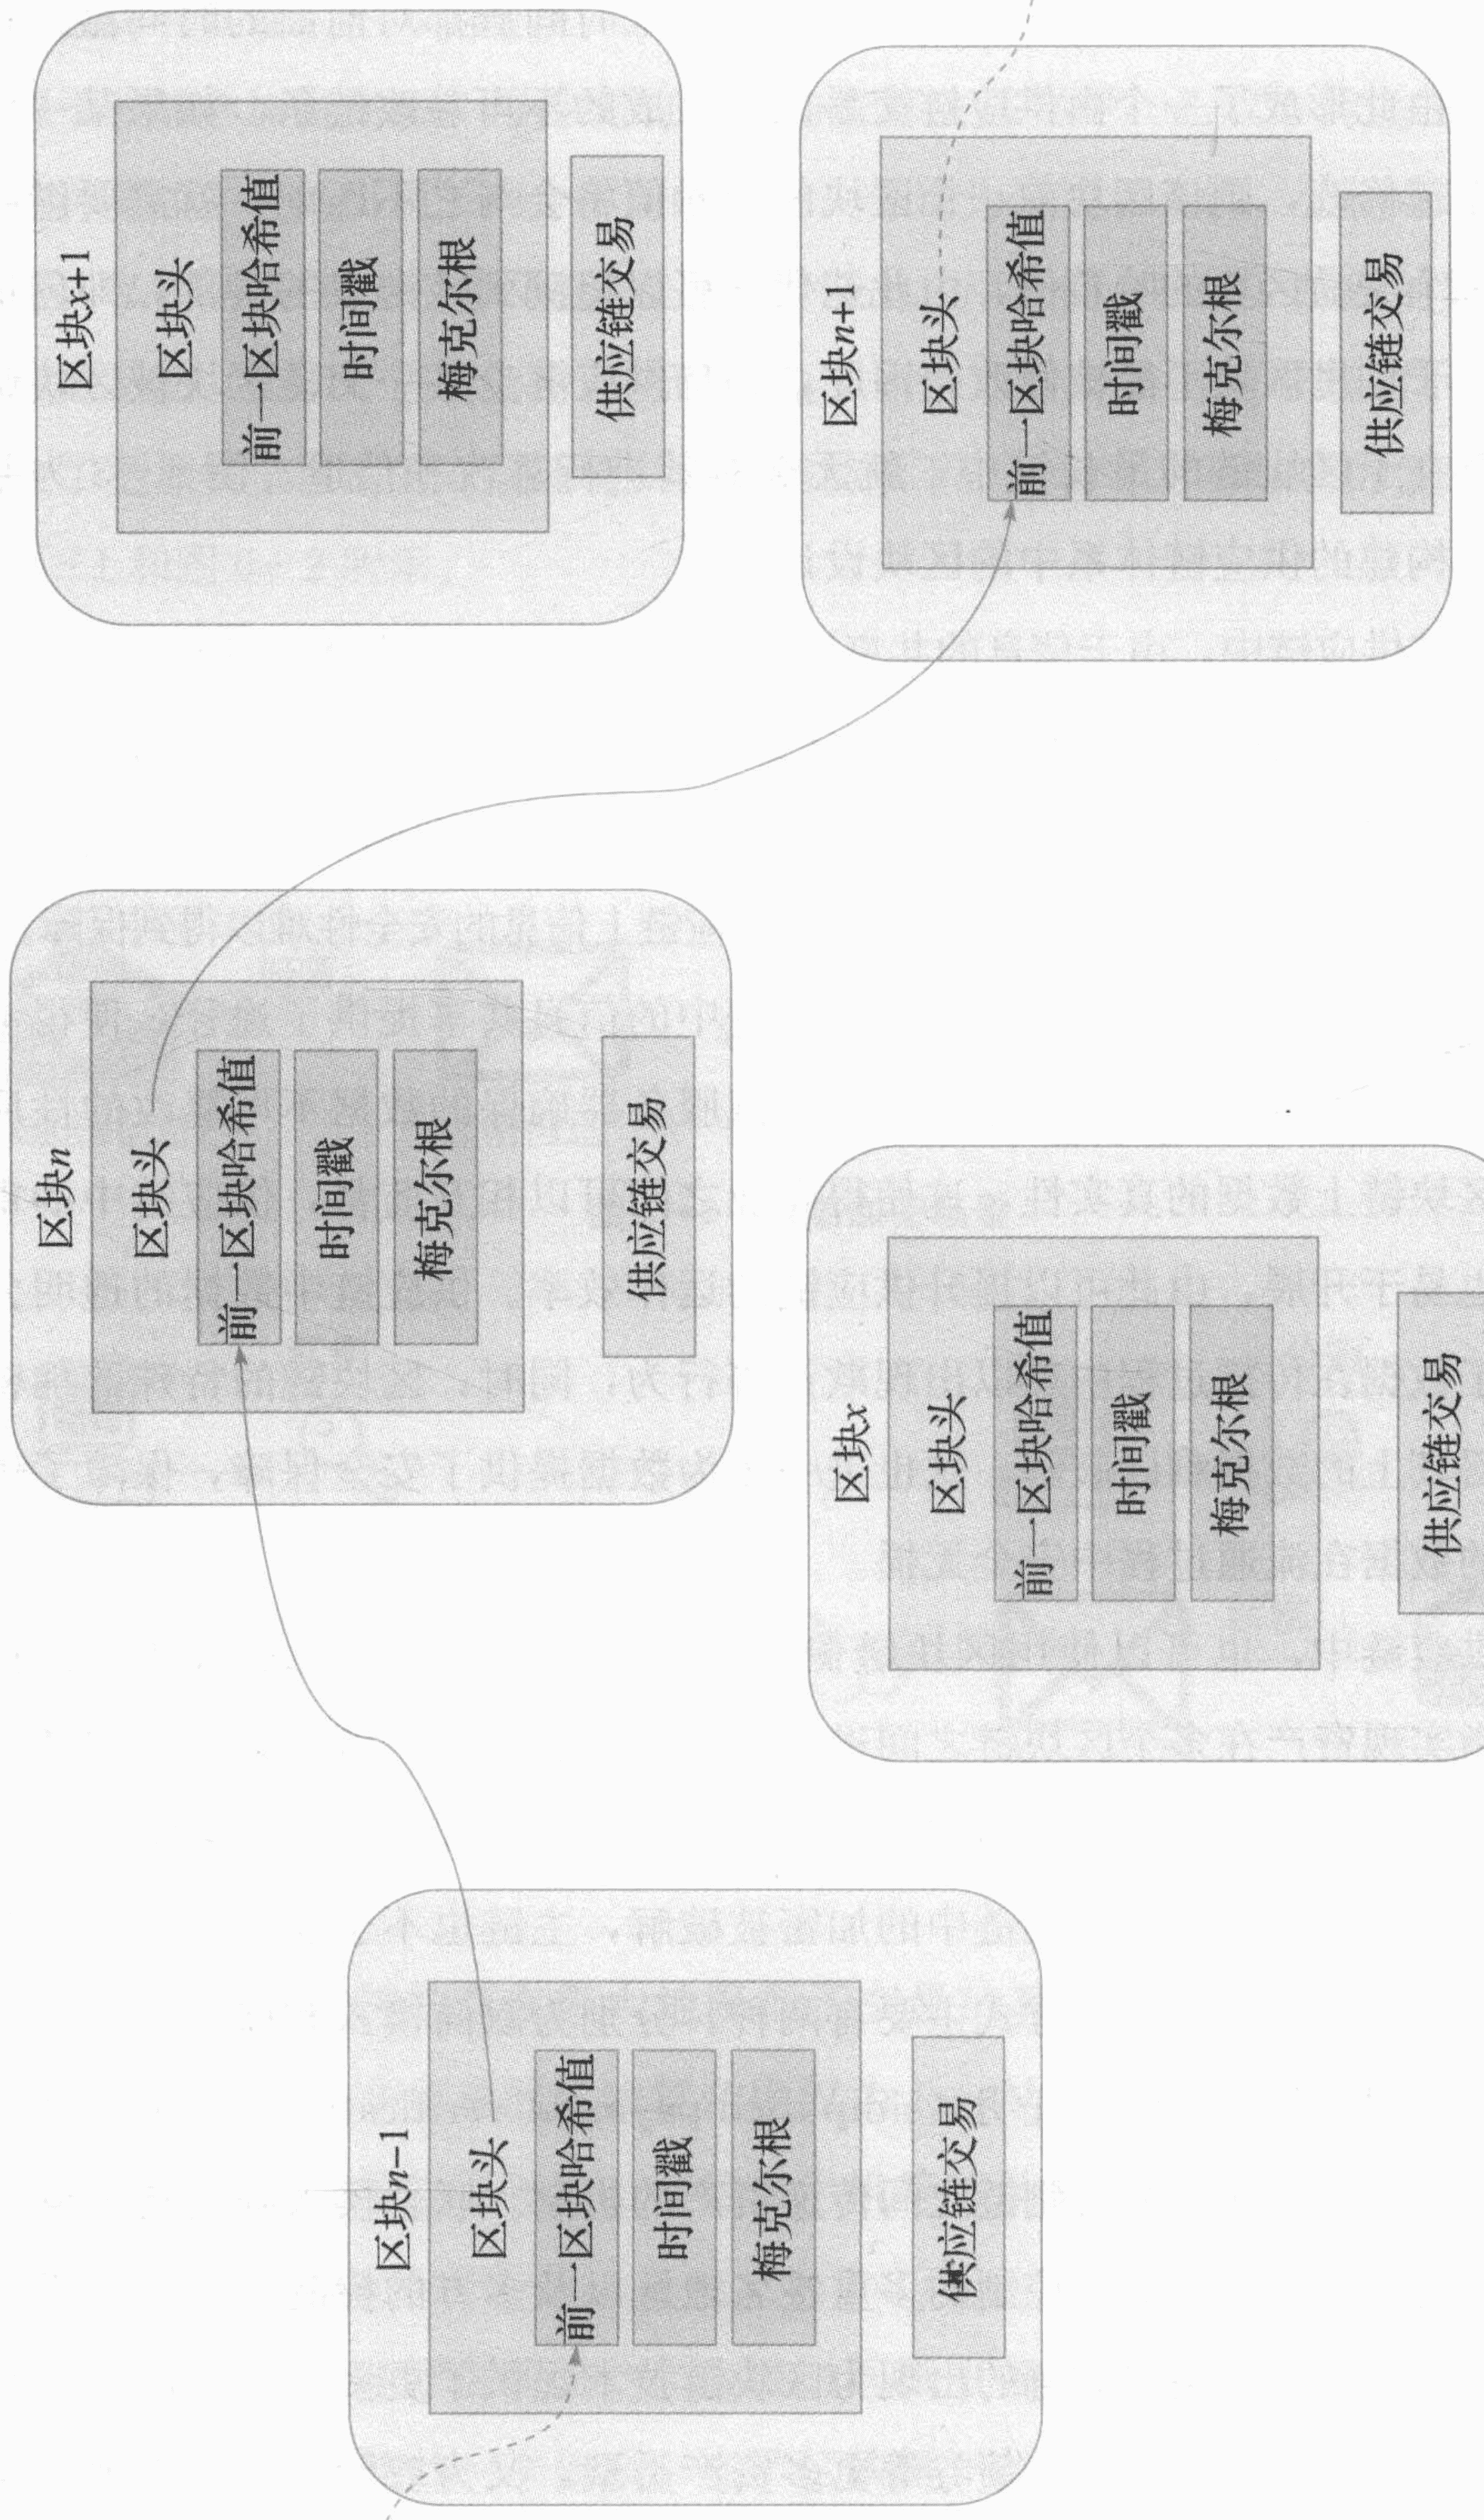 区块n−1
区块头
前一区块哈希值
时间戳
梅克尔根
供应链交易
区块n
区块头
前一区块哈希值
时间戳
梅克尔根
供应链交易
区块x+1
区块头
前一区块哈希值
时间戳
梅克尔根
供应链交易
区块x
区块头
前一区块哈希值
时间戳
梅克尔根
供应链交易
区块n+1
区块头
前一区块哈希值
时间戳
梅克尔根
供应链交易